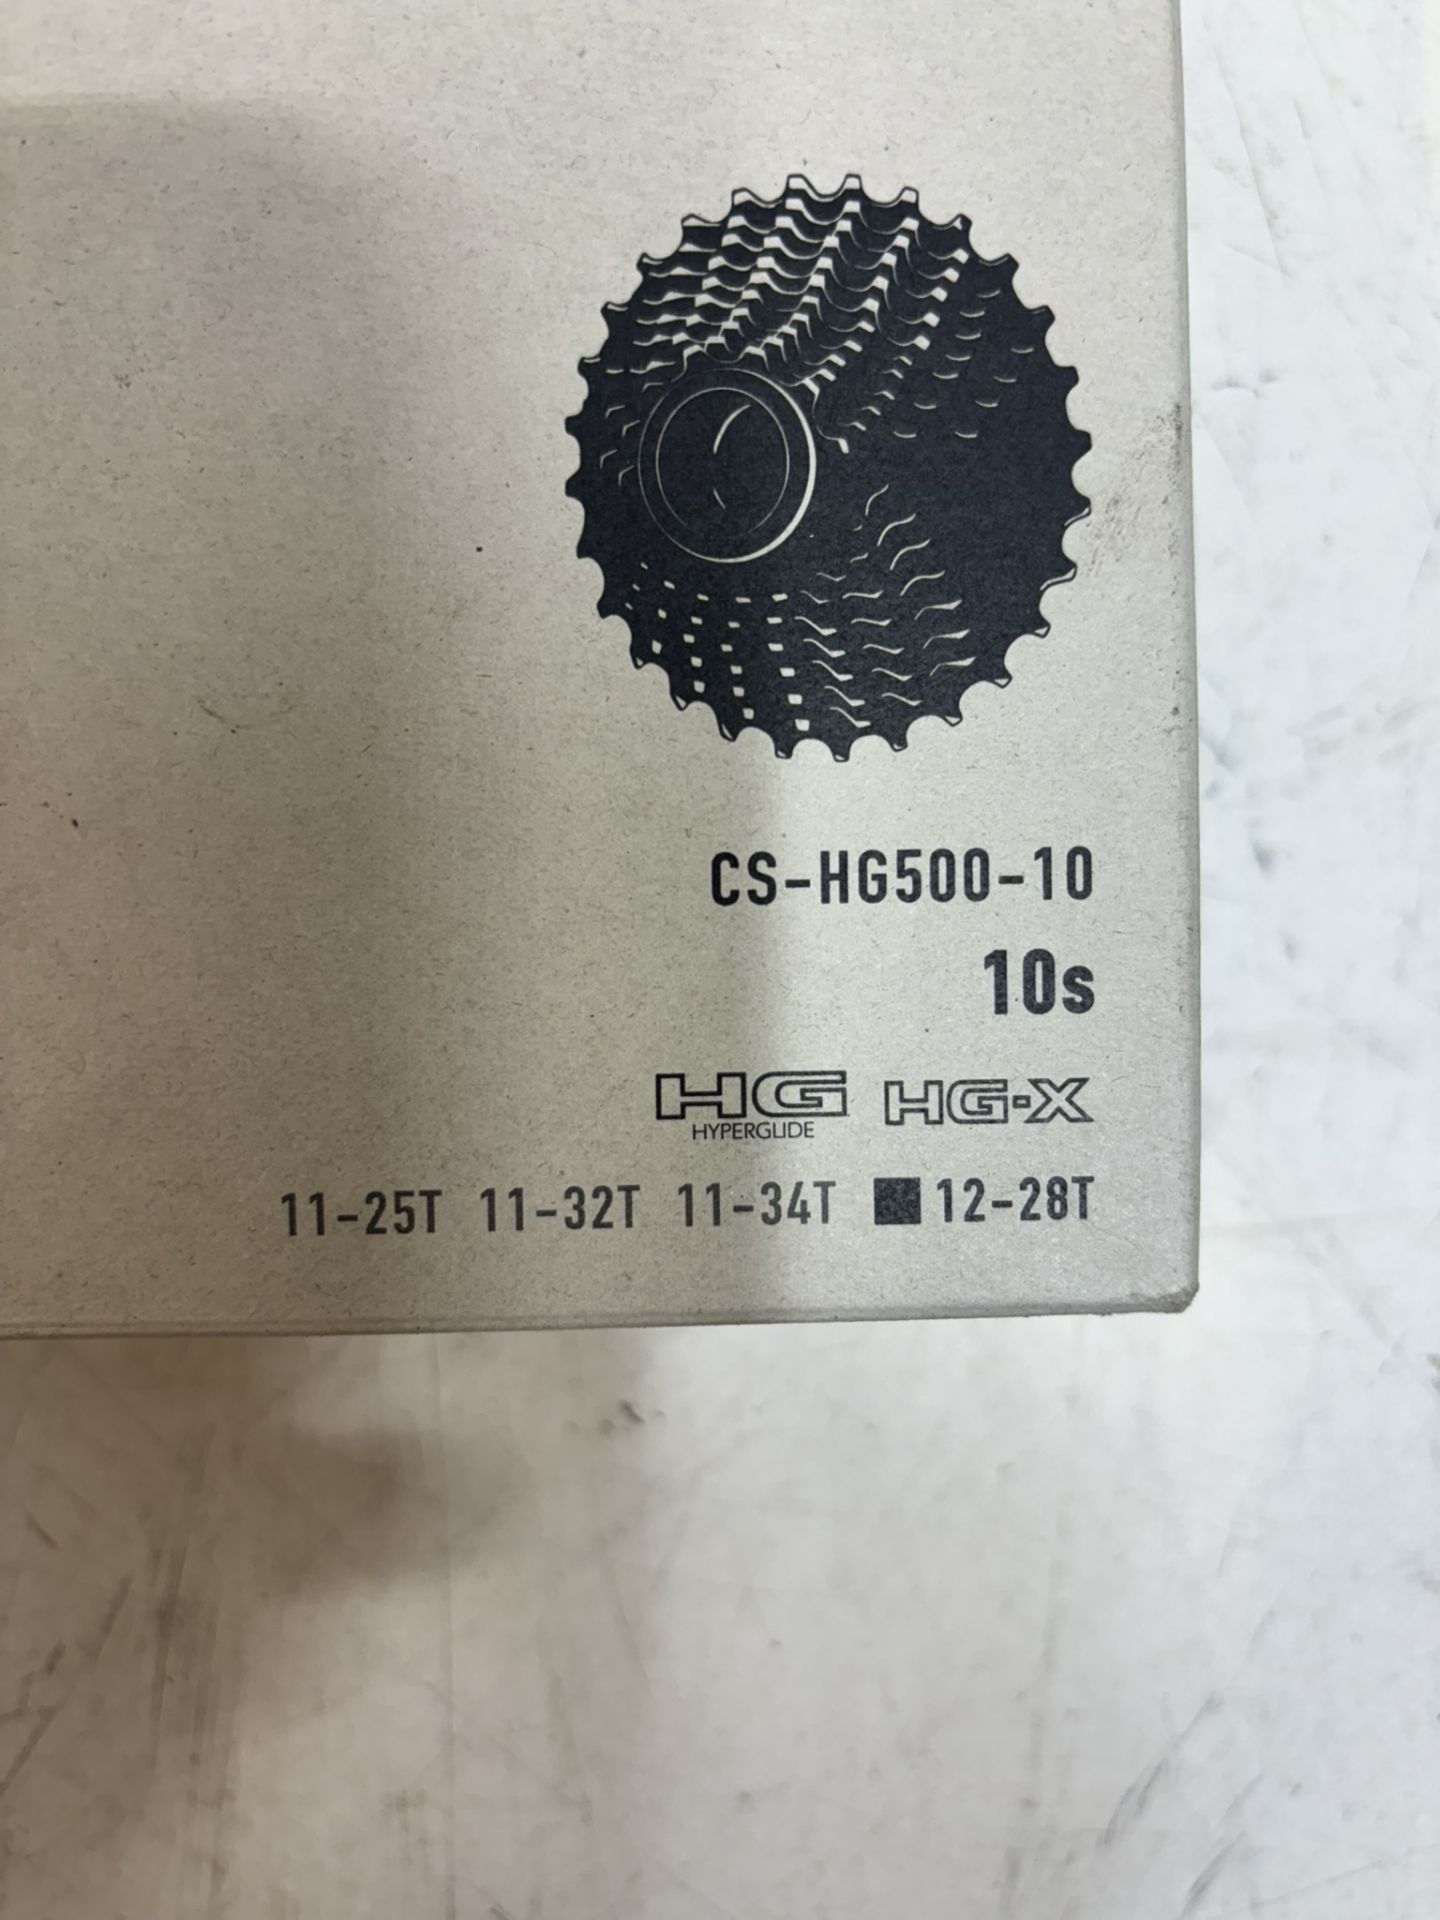 CS-HG500-10
10s
HG HG-X
HYPERGLIDE
11-25T 11-32T 11-34T ■ 12-28T